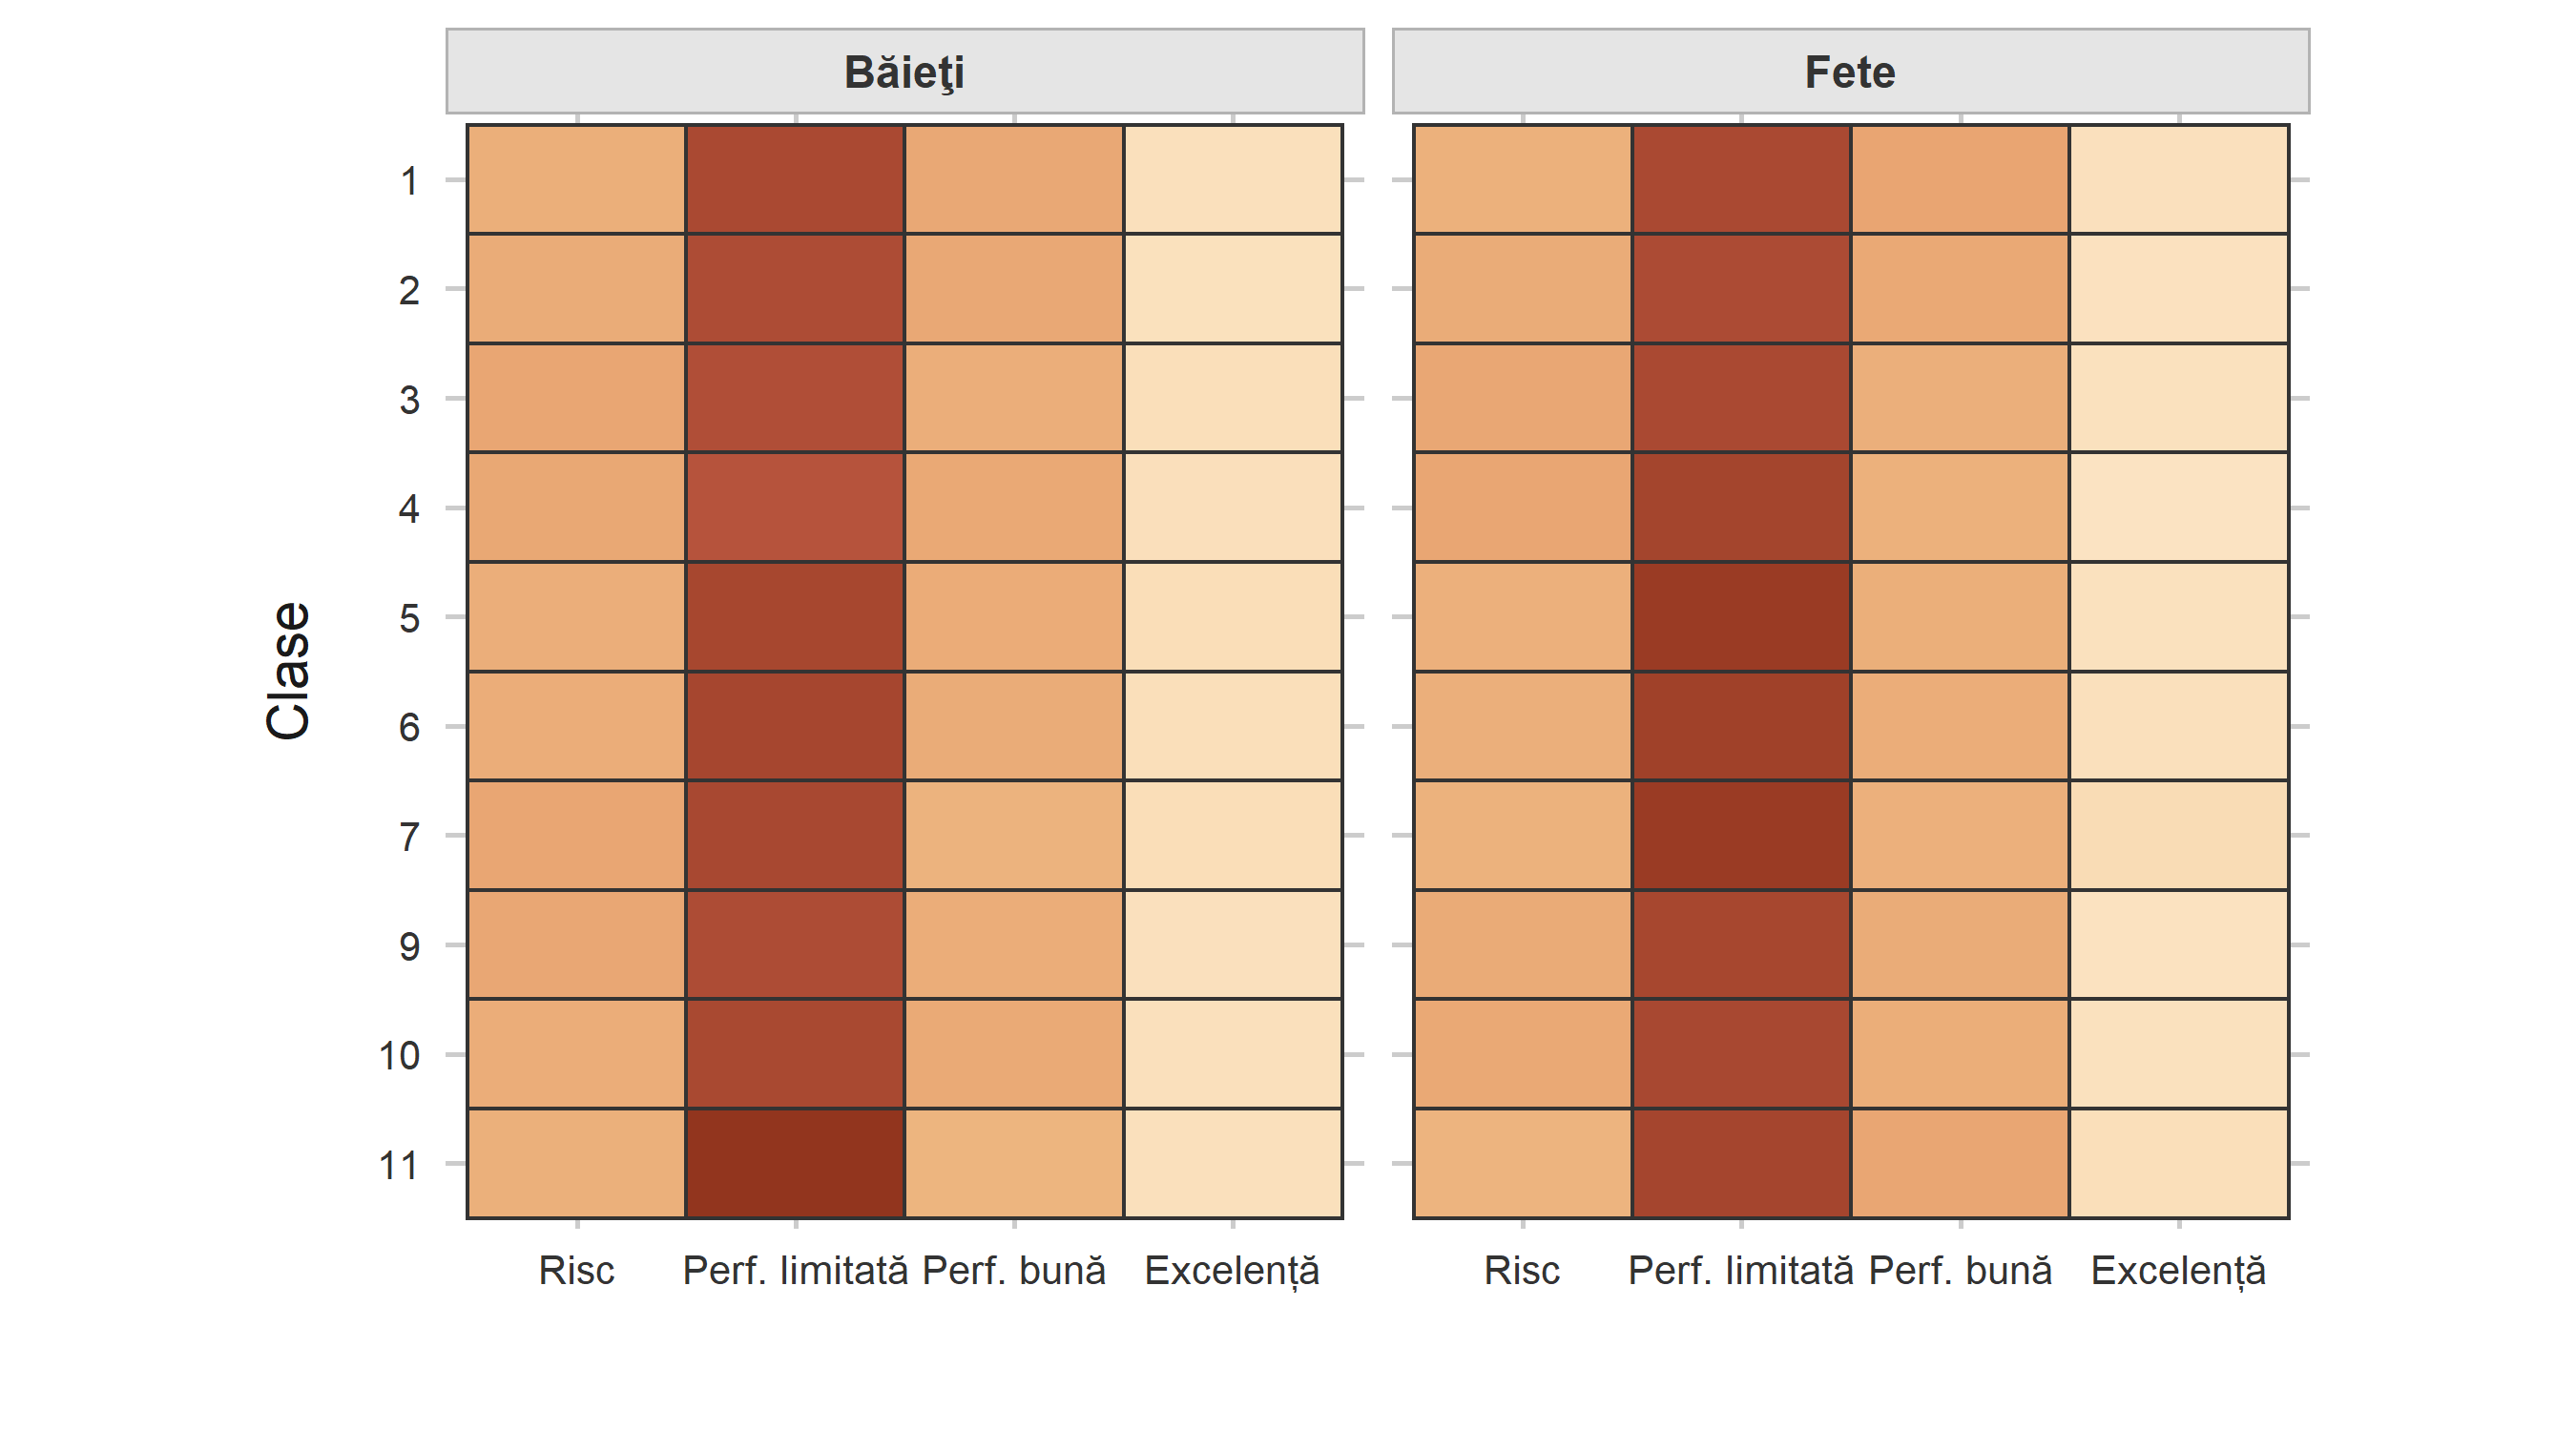 Băieţi
Fete
1
2
3
4
5
6
7
9
10
11
Clase
Risc Perf. limitată Perf. bună Excelență
Risc Perf. limitată Perf. bună Excelență